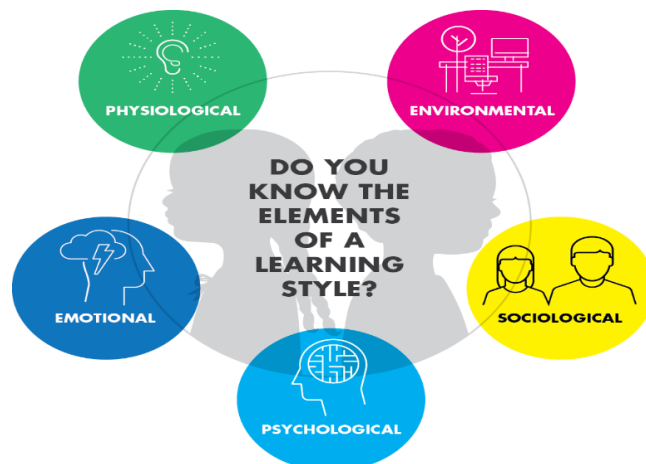 PHYSIOLOGICAL
ENVIRONMENTAL
DO YOU
KNOW THE
ELEMENTS
OF A
LEARNING
STYLE?
EMOTIONAL
SOCIOLOGICAL
PSYCHOLOGICAL